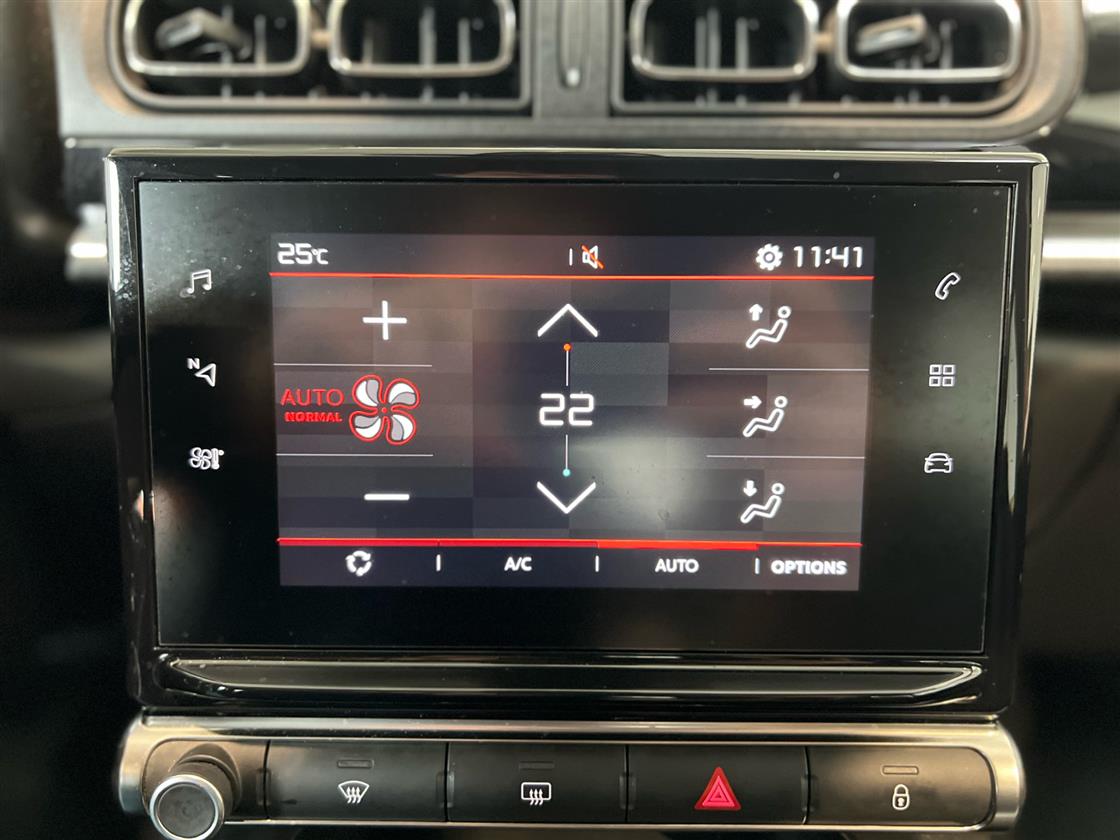 25°C 11:41
AUTO
NORMAL
22
N
A/C AUTO OPTIONS